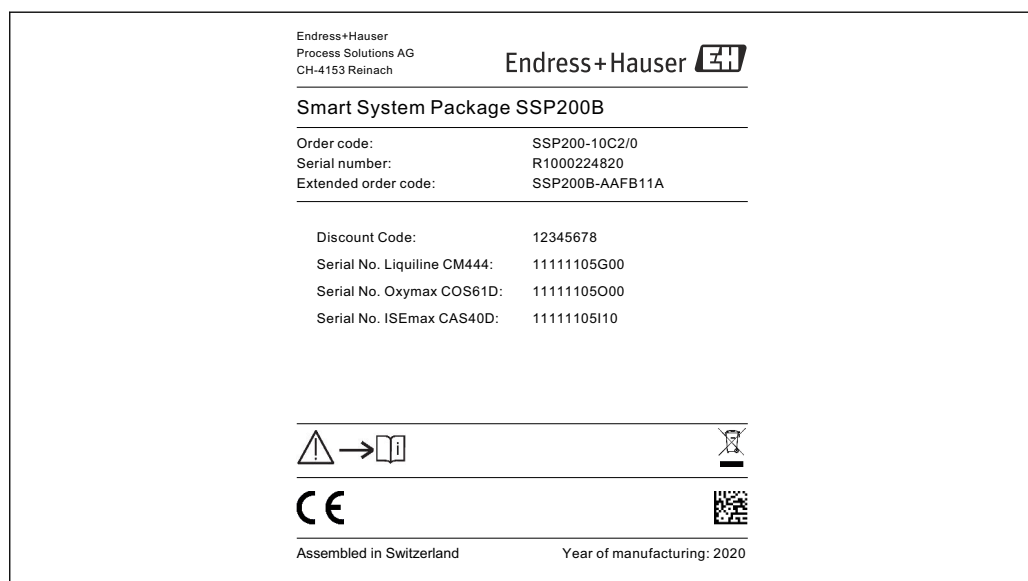 Endress+Hauser
Process Solutions AG
CH-4153 Reinach
Endress+Hauser EH
Smart System Package SSP200B
Order code: SSP200-10C2/0
Serial number: R1000224820
Extended order code: SSP200B-AAFB11A
Discount Code: 12345678
Serial No. Liquiline CM444: 11111105G00
Serial No. Oxymax COS61D: 11111105O00
Serial No. ISEmax CAS40D: 11111105I10
i
CE
Assembled in Switzerland Year of manufacturing: 2020